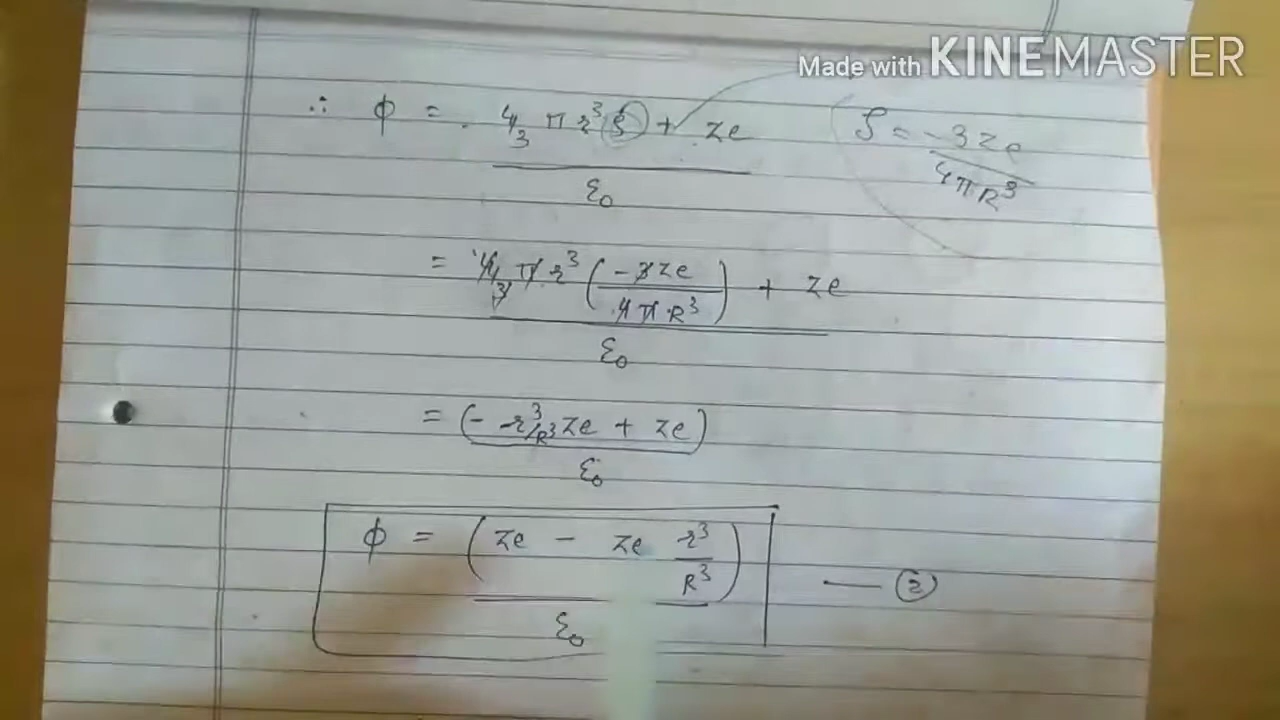 Made with KINEMASTER
∴ φ = 4/3 π r³ ρ + ze
ε₀
ρ = -3ze / 4πR³
= 4/3 π r³ (-3ze / 4πR³) + ze
ε₀
= (- r³/R³ ze + ze)
ε₀
φ = (ze - ze r³/R³)
ε₀
— ②